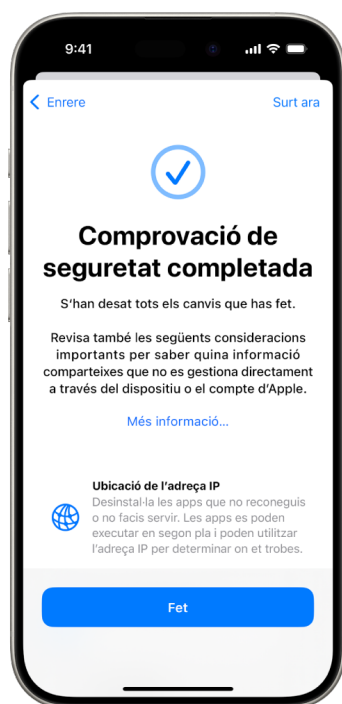 9:41
Enrere
Surt ara
Comprovació de
seguretat completada
S'han desat tots els canvis que has fet.
Revisa també les següents consideracions
importants per saber quina informació
comparteixes que no es gestiona directament
a través del dispositiu o el compte d'Apple.
Més informació...
Ubicació de l'adreça IP
Desinstal·la les apps que no reconeguis
o no facis servir. Les apps es poden
executar en segon pla i poden utilitzar
l'adreça IP per determinar on et trobes.
Fet